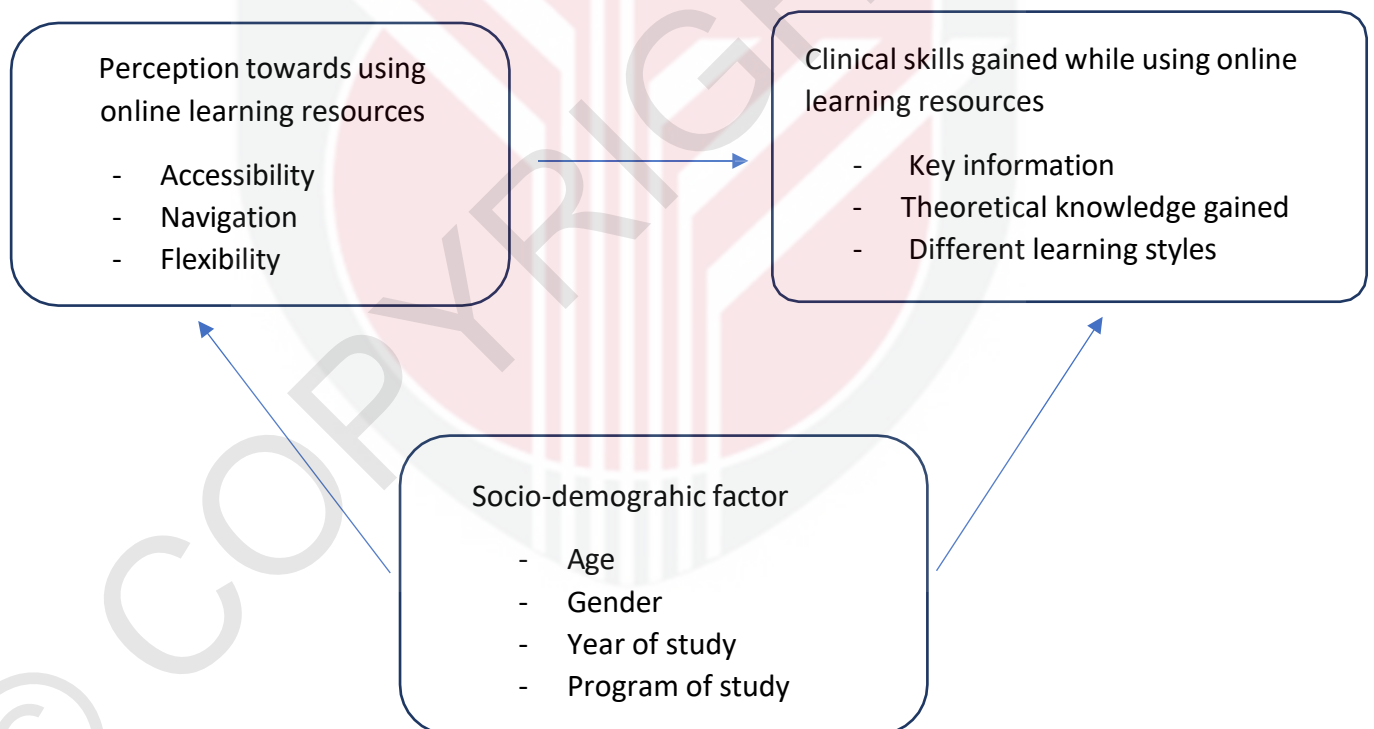 Perception towards using
online learning resources
- Accessibility
- Navigation
- Flexibility
Clinical skills gained while using online
learning resources
- Key information
- Theoretical knowledge gained
- Different learning styles
Socio-demograhic factor
- Age
- Gender
- Year of study
- Program of study
© COPYRIGH